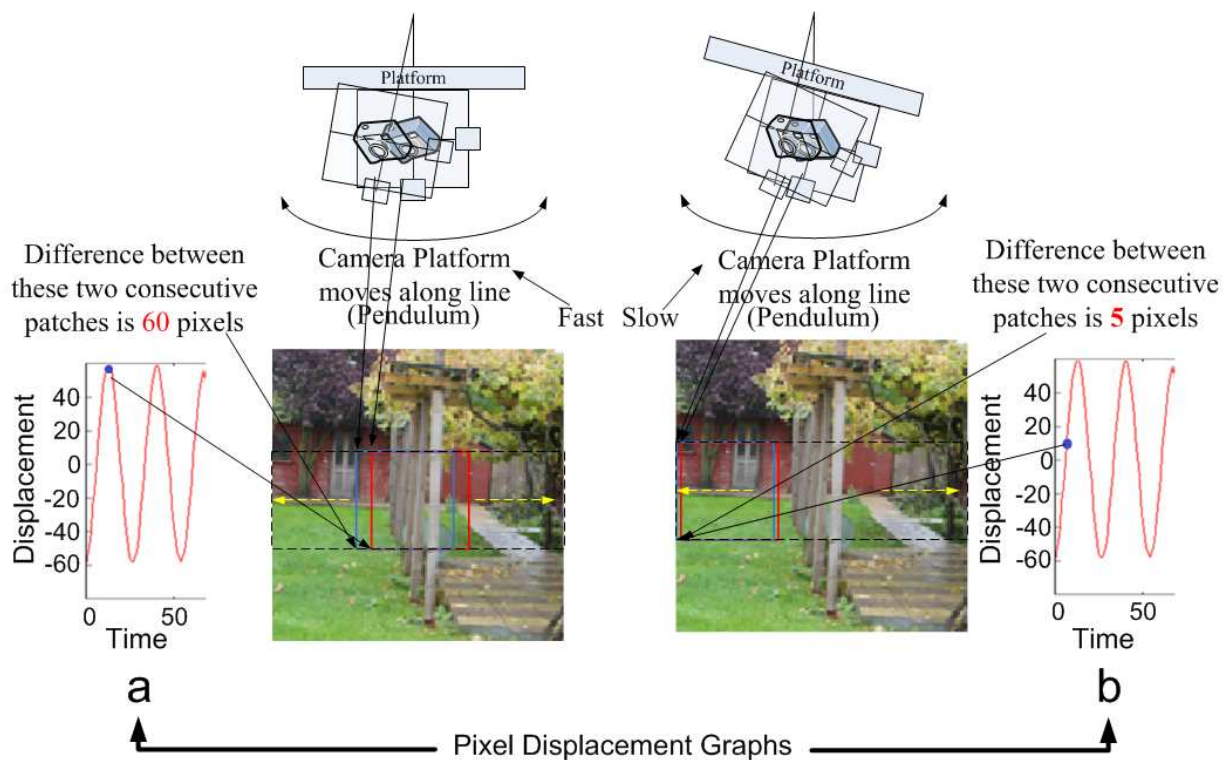 Platform
Platform
Difference between
these two consecutive
patches is 60 pixels
Camera Platform
moves along line
(Pendulum)
Fast
Slow
Camera Platform
moves along line
(Pendulum)
Difference between
these two consecutive
patches is 5 pixels
Displacement
40
20
0
-20
-40
-60
0
50
Time
Displacement
40
20
0
-20
-40
-60
0
50
Time
a
b
Pixel Displacement Graphs